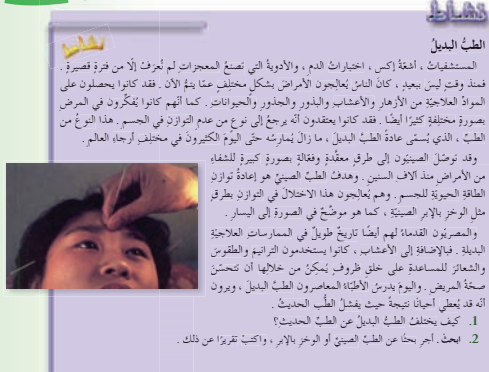 نشاط
نشاط
الطبُّ البديلُ
المستشفياتُ ، أشعّةُ إكس ، اختباراتُ الدمِ ، والأدويةُ التي تصنعُ المعجزاتِ لم تُعرَفْ إلّا من فترةٍ قصيرةٍ .
فمنذ وقتٍ ليسَ ببعيدٍ ، كانَ الناسُ يُعالِجون الأمراضَ بشكلٍ مختلِفٍ عمّا يتمُّ الآن . فقد كانوا يحصلون على
الموادِّ العلاجيّةِ من الأزهارِ والأعشابِ والبذورِ والجذورِ والحيواناتِ . كما أنّهم كانوا يُفكِّرون في المرضِ
بصورةٍ مختلفةٍ كثيرًا أيضًا . فقد كانوا يعتقدون أنّه يرجعُ إلى نوعٍ من عدمِ التوازنِ في الجسمِ . هذا النوعُ من
الطبِّ ، الذي يُسمّى عادةً الطبَّ البديلَ ، ما زالَ يُمارِسُه حتّى اليومَ الكثيرونَ في مختلِفِ أرجاءِ العالمِ .
وقد توصّلَ الصينيّون إلى طرقٍ معقّدةٍ وفعّالةٍ بصورةٍ كبيرةٍ للشفاءِ
من الأمراضِ منذُ آلافِ السنينَ . وهدفُ الطبِّ الصينيِّ هو إعادةُ توازنِ
الطاقةِ الحيويّةِ للجسمِ . وهم يُعالِجون هذا الاختلالَ في التوازنِ بطرقٍ
مثلِ الوخزِ بالإبرِ الصينيّةِ ، كما هو موضّحٌ في الصورةِ إلى اليسارِ .
والمصريّون القدماءُ لهم أيضًا تاريخٌ طويلٌ في الممارساتِ العلاجيّةِ
البديلةِ . فبالإضافةِ إلى الأعشابِ ، كانوا يستخدمون الترانيمَ والطقوسَ
والشعائرَ للمساعدةِ على خلقِ ظروفٍ يُمكِنُ من خلالِها أن تتحسّنَ
صحّةُ المريضِ . واليومَ يدرسُ الأطبّاءُ المعاصرون الطبَّ البديلَ ، ويرون
أنّه قد يُعطي أحيانًا نتيجةً حيث يفشلُ الطُّب الحديثُ .
1. كيف يختلفُ الطبُّ البديلُ عن الطبِّ الحديثِ؟
2. ابحثْ . أجرِ بحثًا عن الطبِّ الصينيِّ أو الوخزِ بالإبرِ ، واكتبْ تقريرًا عن ذلك .